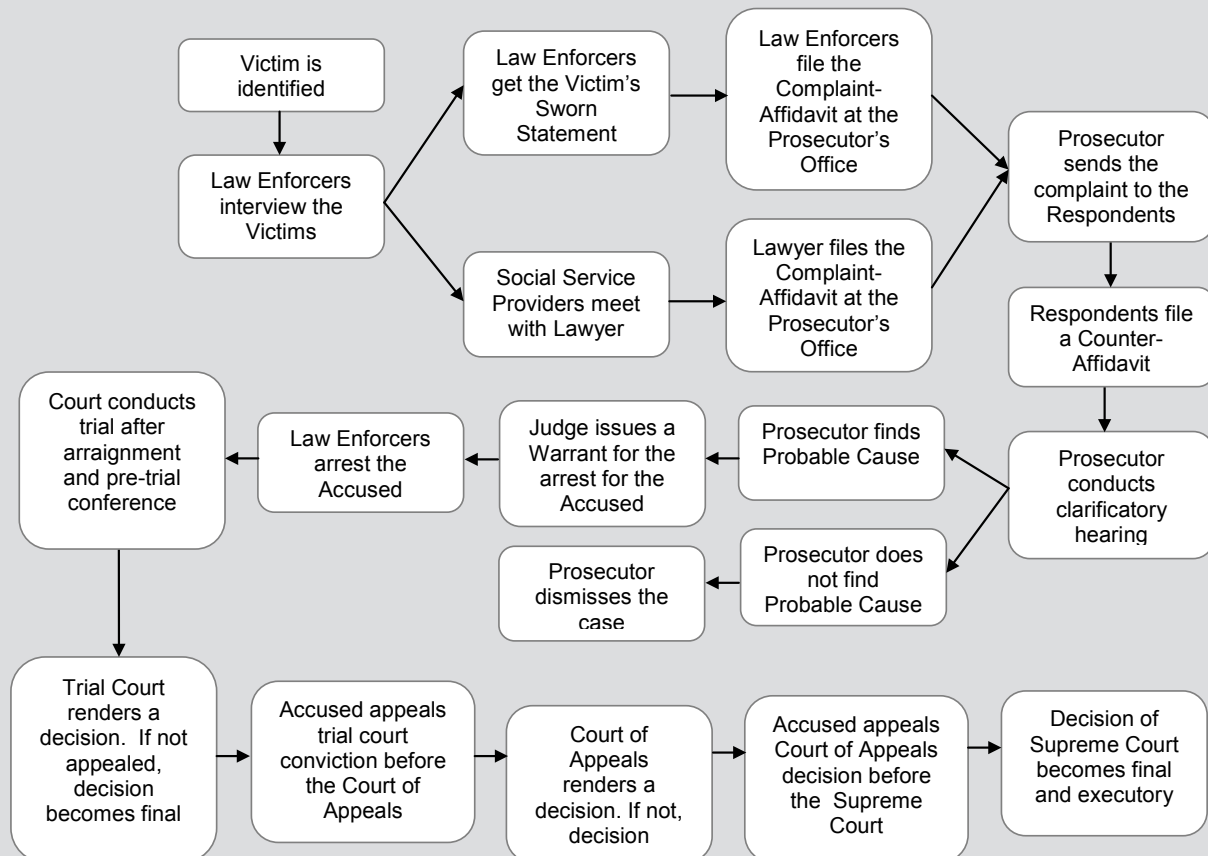 Victim is
identified
Law Enforcers
interview the
Victims
Law Enforcers
get the Victim's
Sworn
Statement
Law Enforcers
file the
Complaint-
Affidavit at the
Prosecutor's
Office
Social Service
Providers meet
with Lawyer
Lawyer files the
Complaint-
Affidavit at the
Prosecutor's
Office
Prosecutor
sends the
complaint to the
Respondents
Respondents file
a Counter-
Affidavit
Prosecutor
conducts
clarificatory
hearing
Prosecutor finds
Probable Cause
Judge issues a
Warrant for the
arrest for the
Accused
Law Enforcers
arrest the
Accused
Court conducts
trial after
arraignment
and pre-trial
conference
Prosecutor does
not find
Probable Cause
Prosecutor
dismisses the
case
Trial Court
renders a
decision. If not
appealed,
decision
becomes final
Accused appeals
trial court
conviction before
the Court of
Appeals
Court of
Appeals
renders a
decision. If not,
decision
Accused appeals
Court of Appeals
decision before
the Supreme
Court
Decision of
Supreme Court
becomes final
and executory